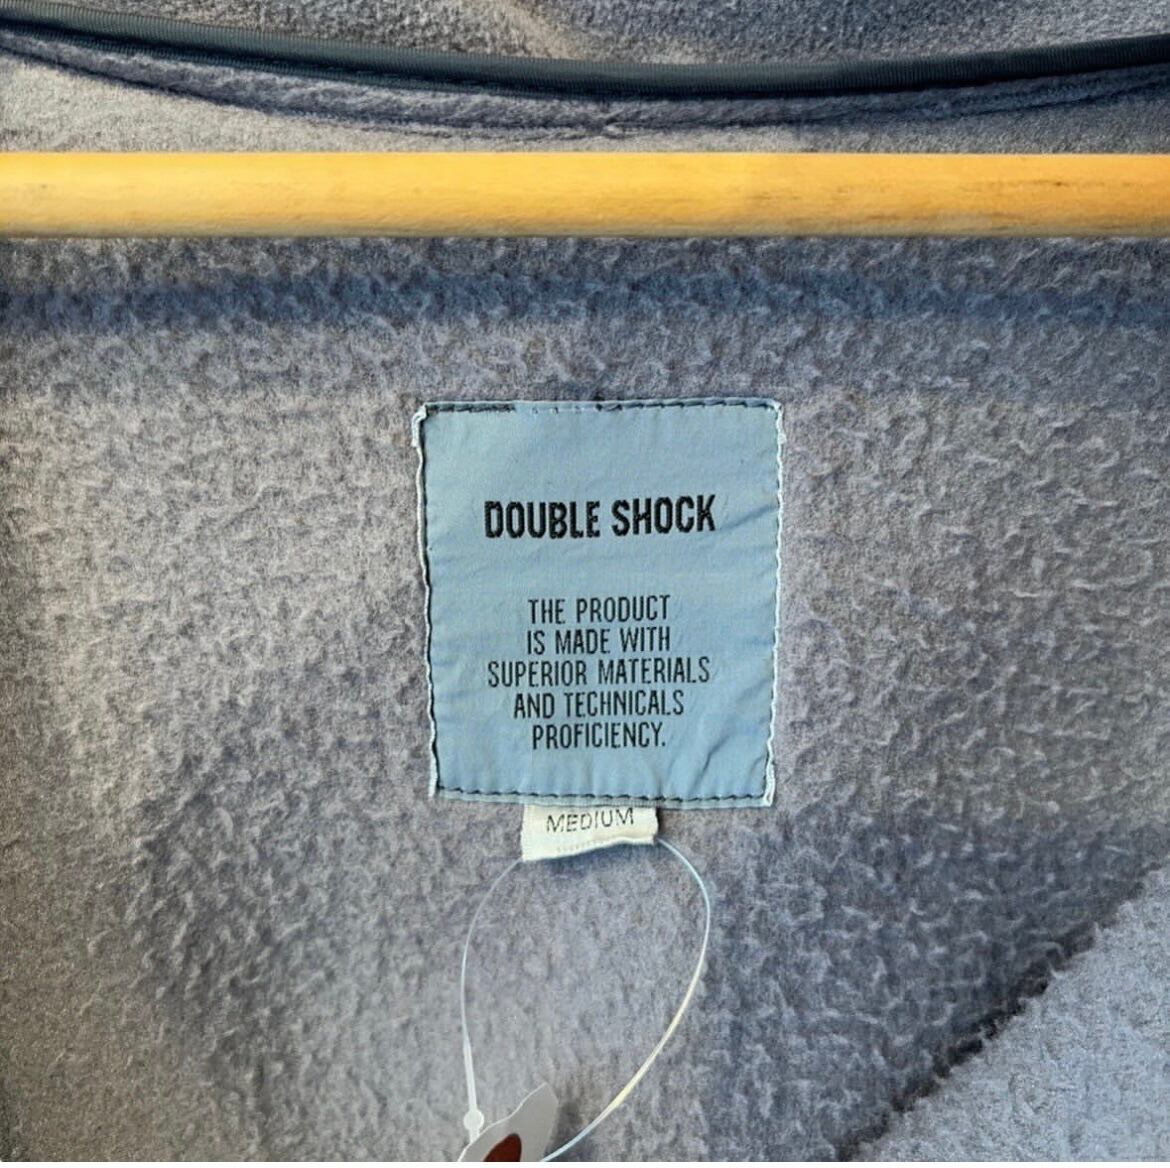 DOUBLE SHOCK
THE PRODUCT
IS MADE WITH
SUPERIOR MATERIALS
AND TECHNICALS
PROFICIENCY.
MEDIUM